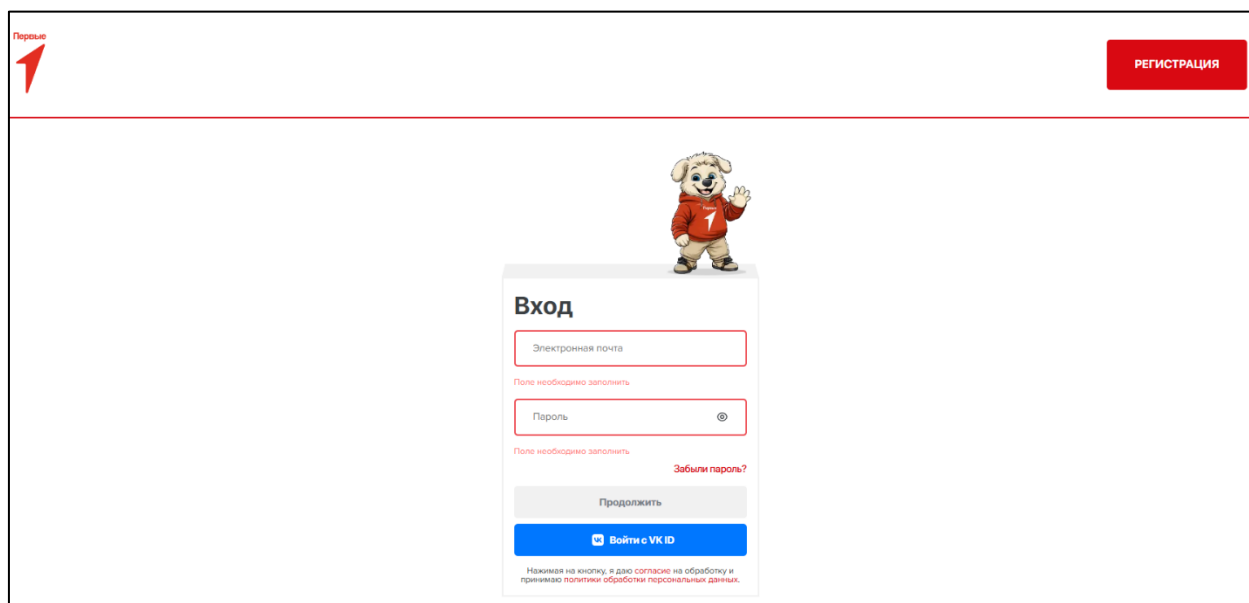 Первые
РЕГИСТРАЦИЯ
Первые
Вход
Электронная почта
Поле необходимо заполнить
Пароль
Поле необходимо заполнить
Забыли пароль?
Продолжить
Войти с VK ID
Нажимая на кнопку, я даю согласие на обработку и
принимаю политики обработки персональных данных.